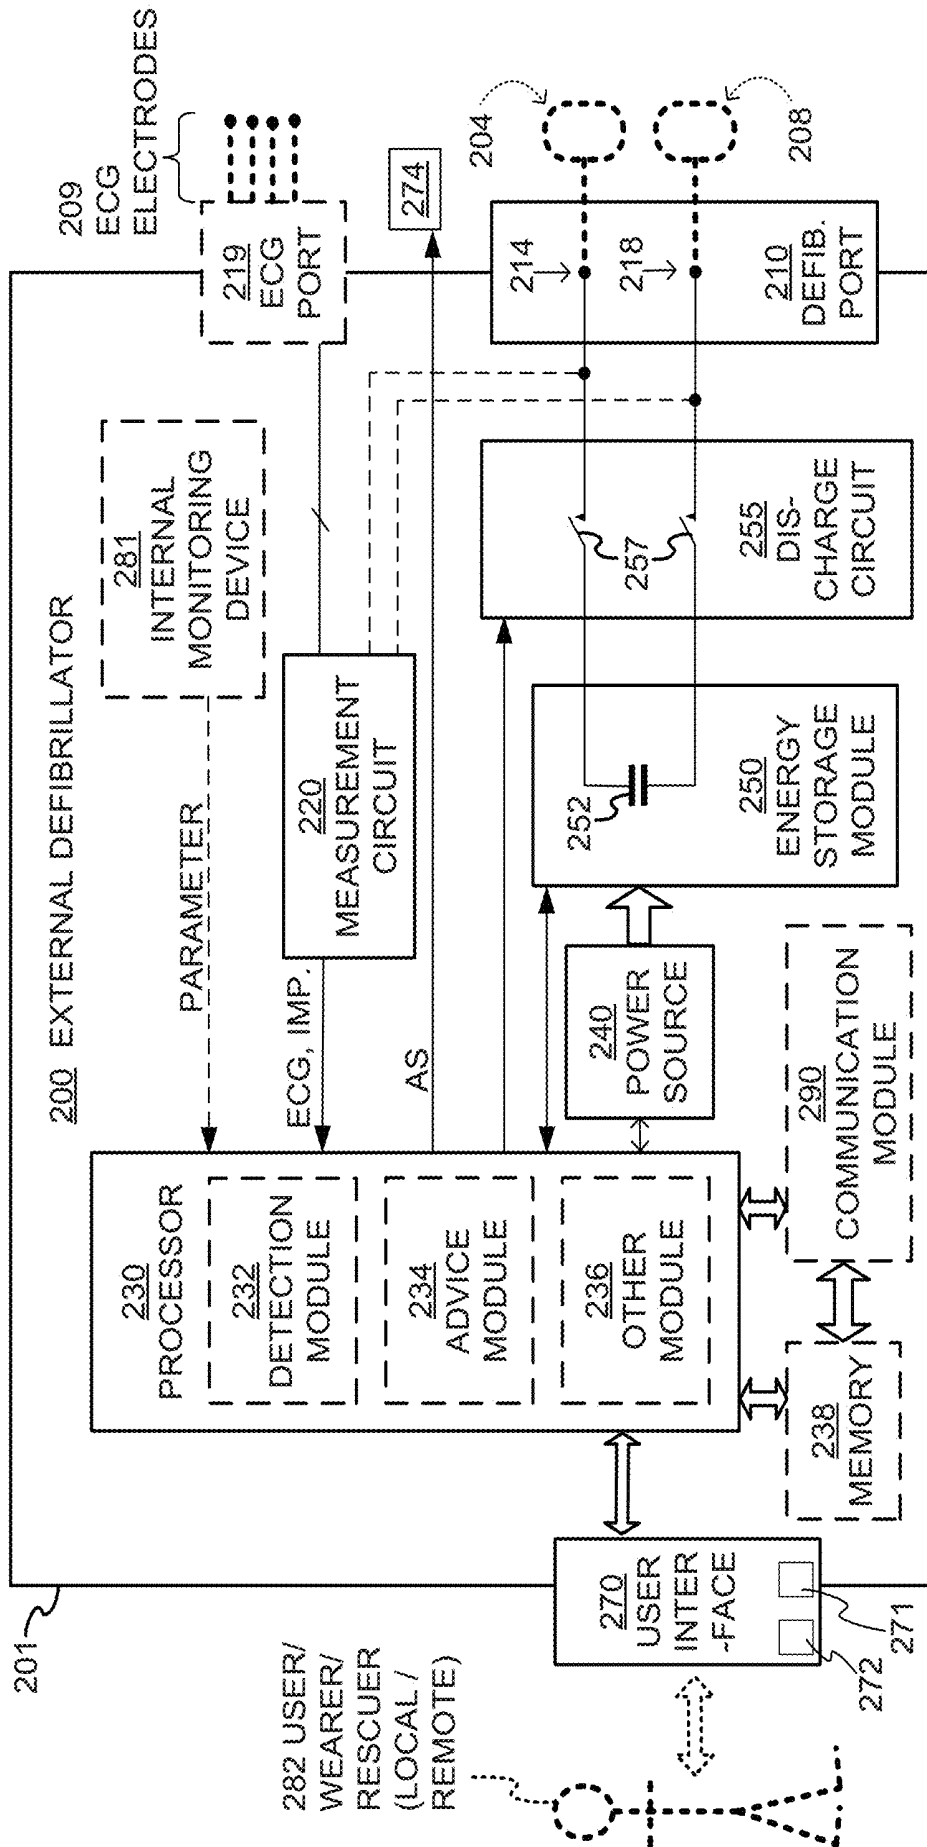 200 EXTERNAL DEFIBRILLATOR
201
282 USER/
WEARER/
RESCUER
(LOCAL /
REMOTE)
270
USER
INTER
-FACE
272
271
230
PROCESSOR
232
DETECTION
MODULE
234
ADVICE
MODULE
236
OTHER
MODULE
238
MEMORY
290
COMMUNICATION
MODULE
PARAMETER
281
INTERNAL
MONITORING
DEVICE
ECG, IMP.
220
MEASUREMENT
CIRCUIT
AS
274
240
POWER
SOURCE
252
250
ENERGY
STORAGE
MODULE
257
255
DIS-
CHARGE
CIRCUIT
209
ECG
ELECTRODES
219
ECG
PORT
214
218
210
DEFIB.
PORT
204
208